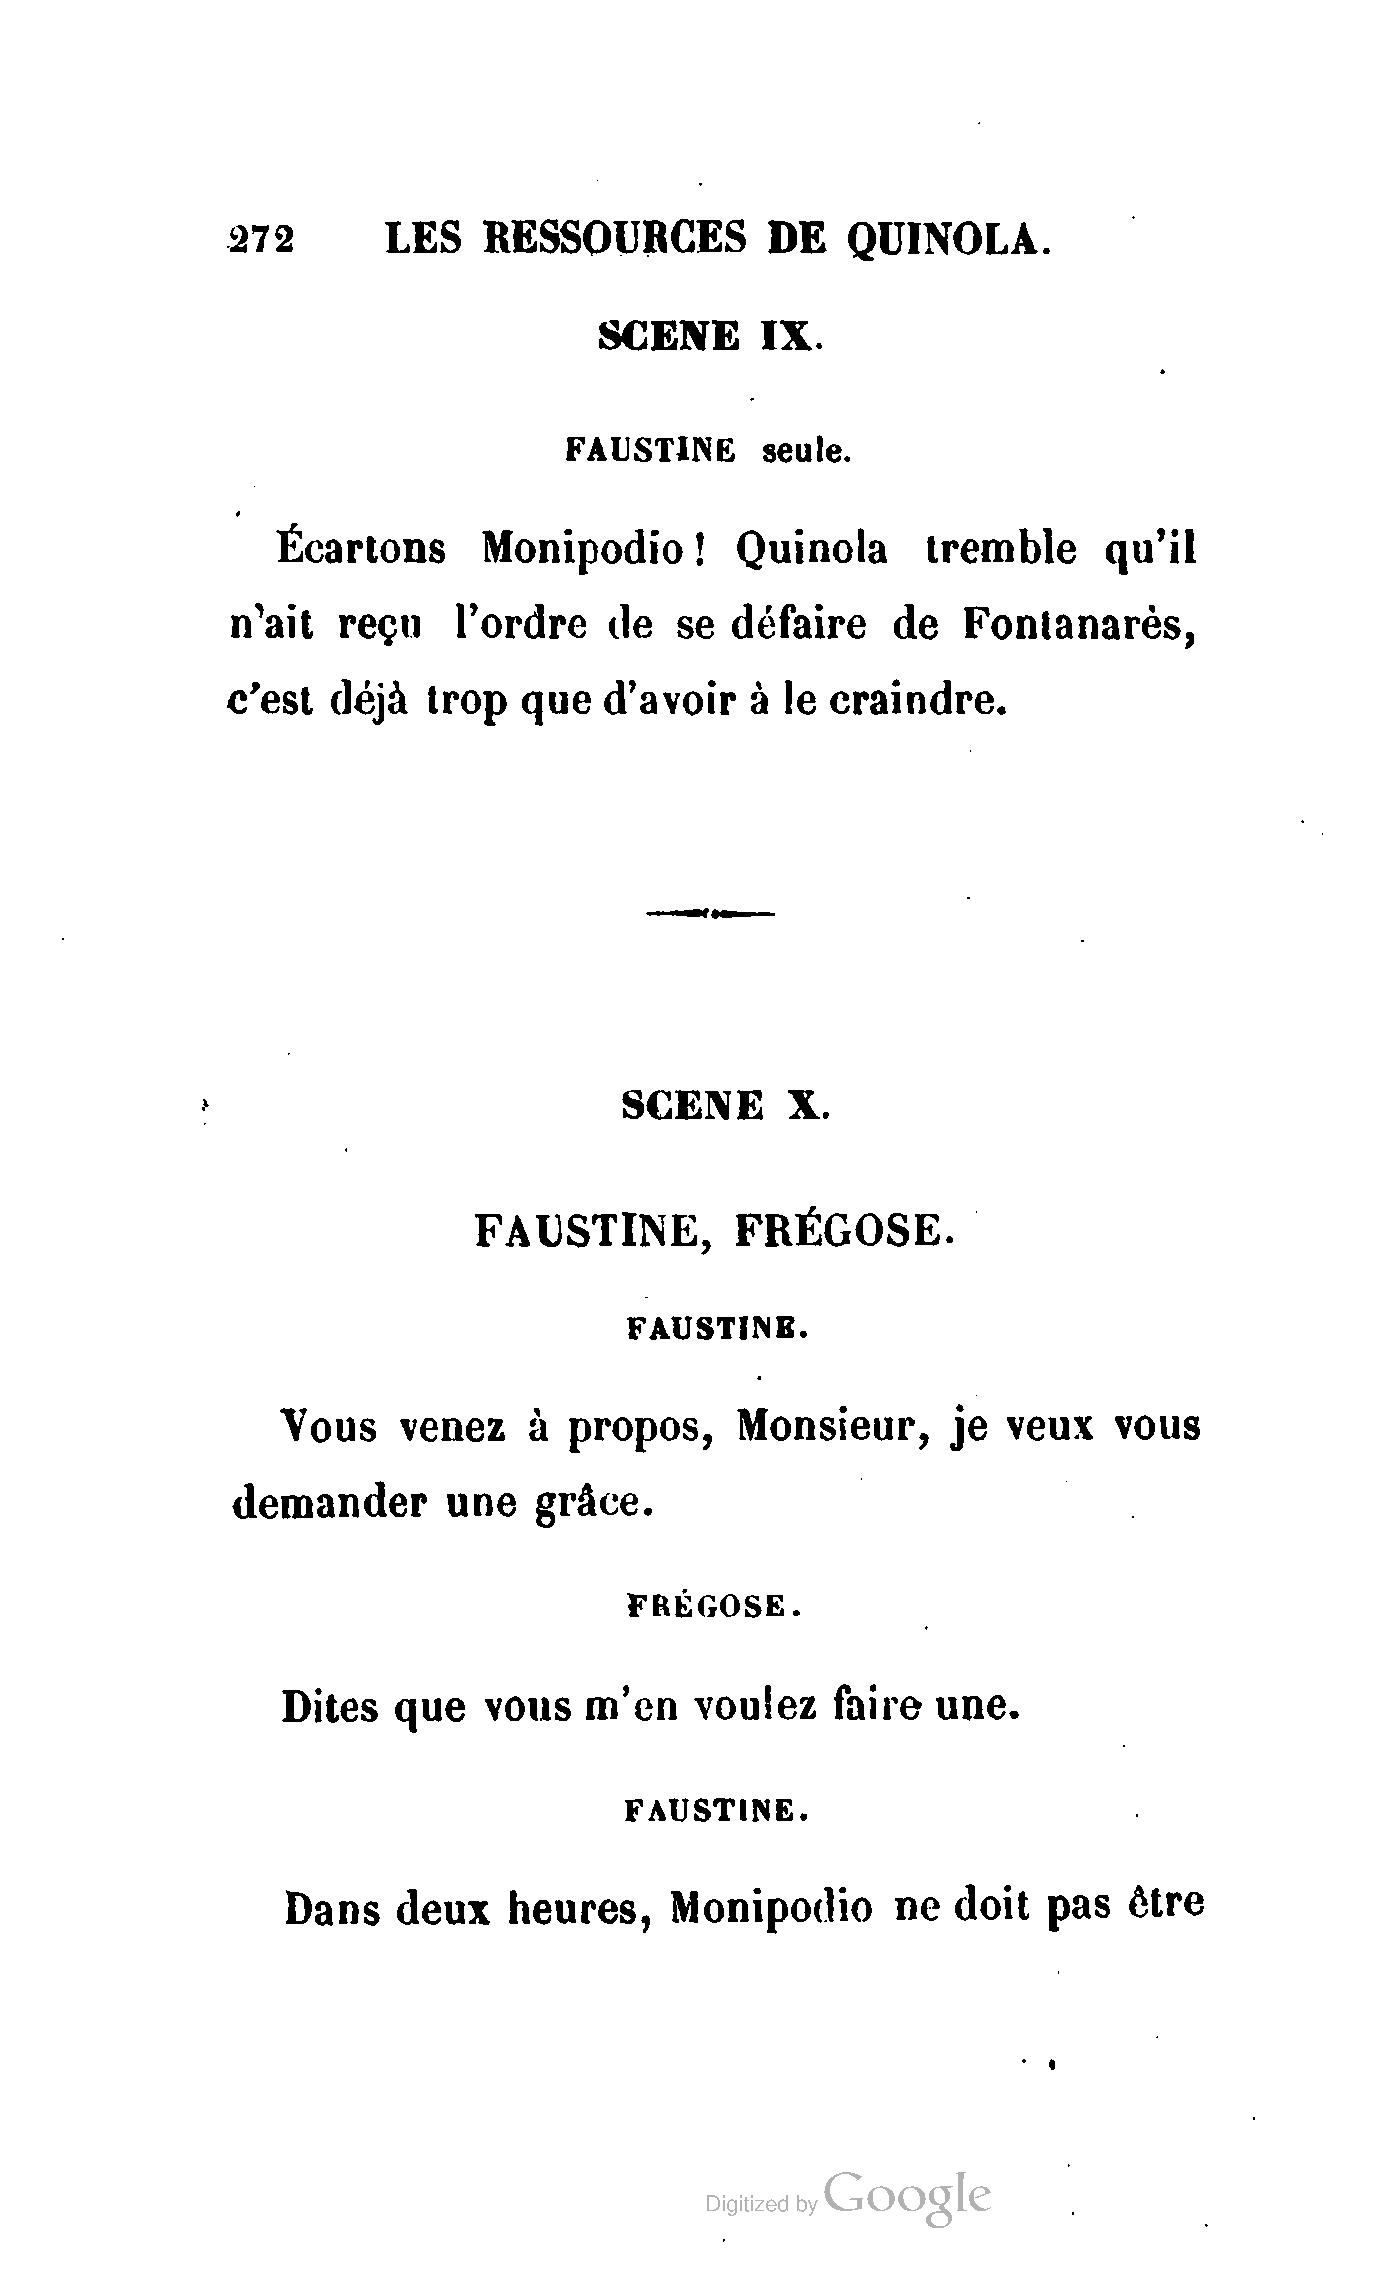 272 LES RESSOURCES DE QUINOLA.
SCENE IX.
FAUSTINE seule.
Écartons Monipodio ! Quinola tremble qu'il
n'ait reçu l'ordre de se défaire de Fontanarès,
c'est déjà trop que d'avoir à le craindre.
SCENE X.
FAUSTINE, FRÉGOSE.
FAUSTINE.
Vous venez à propos, Monsieur, je veux vous
demander une grâce.
FRÉGOSE.
Dites que vous m'en voulez faire une.
FAUSTINE.
Dans deux heures, Monipodio ne doit pas être
Digitized by Google